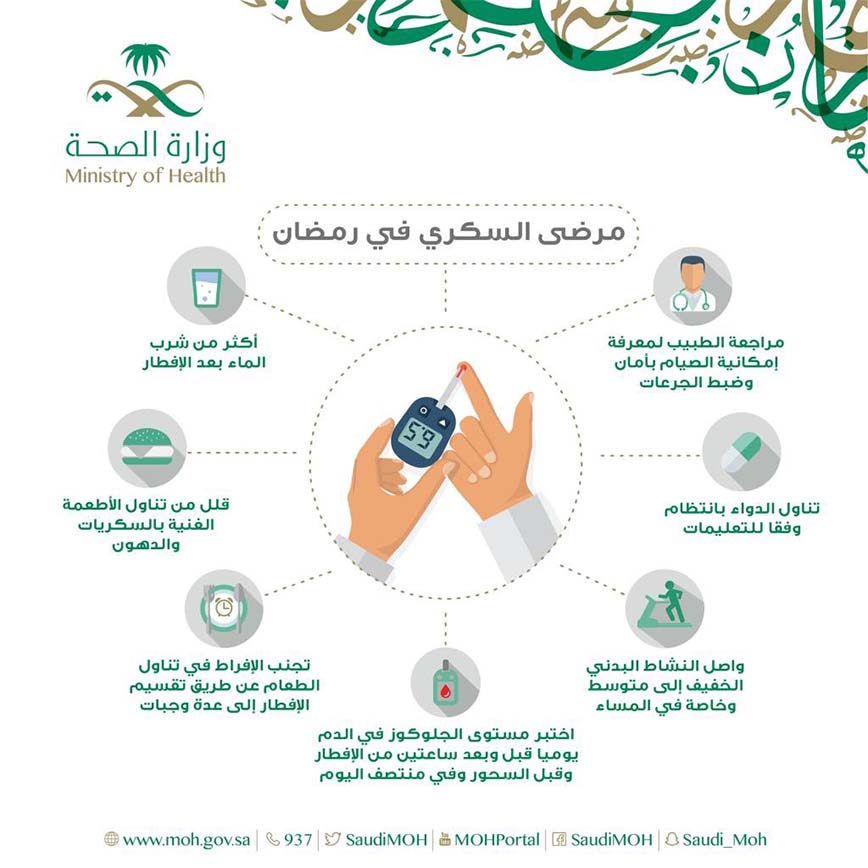 وزارة الصحة
Ministry of Health
مرضى السكري في رمضان
مراجعة الطبيب لمعرفة
إمكانية الصيام بأمان
وضبط الجرعات
أكثر من شرب
الماء بعد الإفطار
تناول الدواء بانتظام
وفقا للتعليمات
قلل من تناول الأطعمة
الغنية بالسكريات
والدهون
واصل النشاط البدني
الخفيف إلى متوسط
وخاصة في المساء
تجنب الإفراط في تناول
الطعام عن طريق تقسيم
الإفطار إلى عدة وجبات
اختبر مستوى الجلوكوز في الدم
يوميا قبل وبعد ساعتين من الإفطار
وقبل السحور وفي منتصف اليوم
www.moh.gov.sa | 937 | SaudiMOH | MOHPortal | SaudiMOH | Saudi_Moh